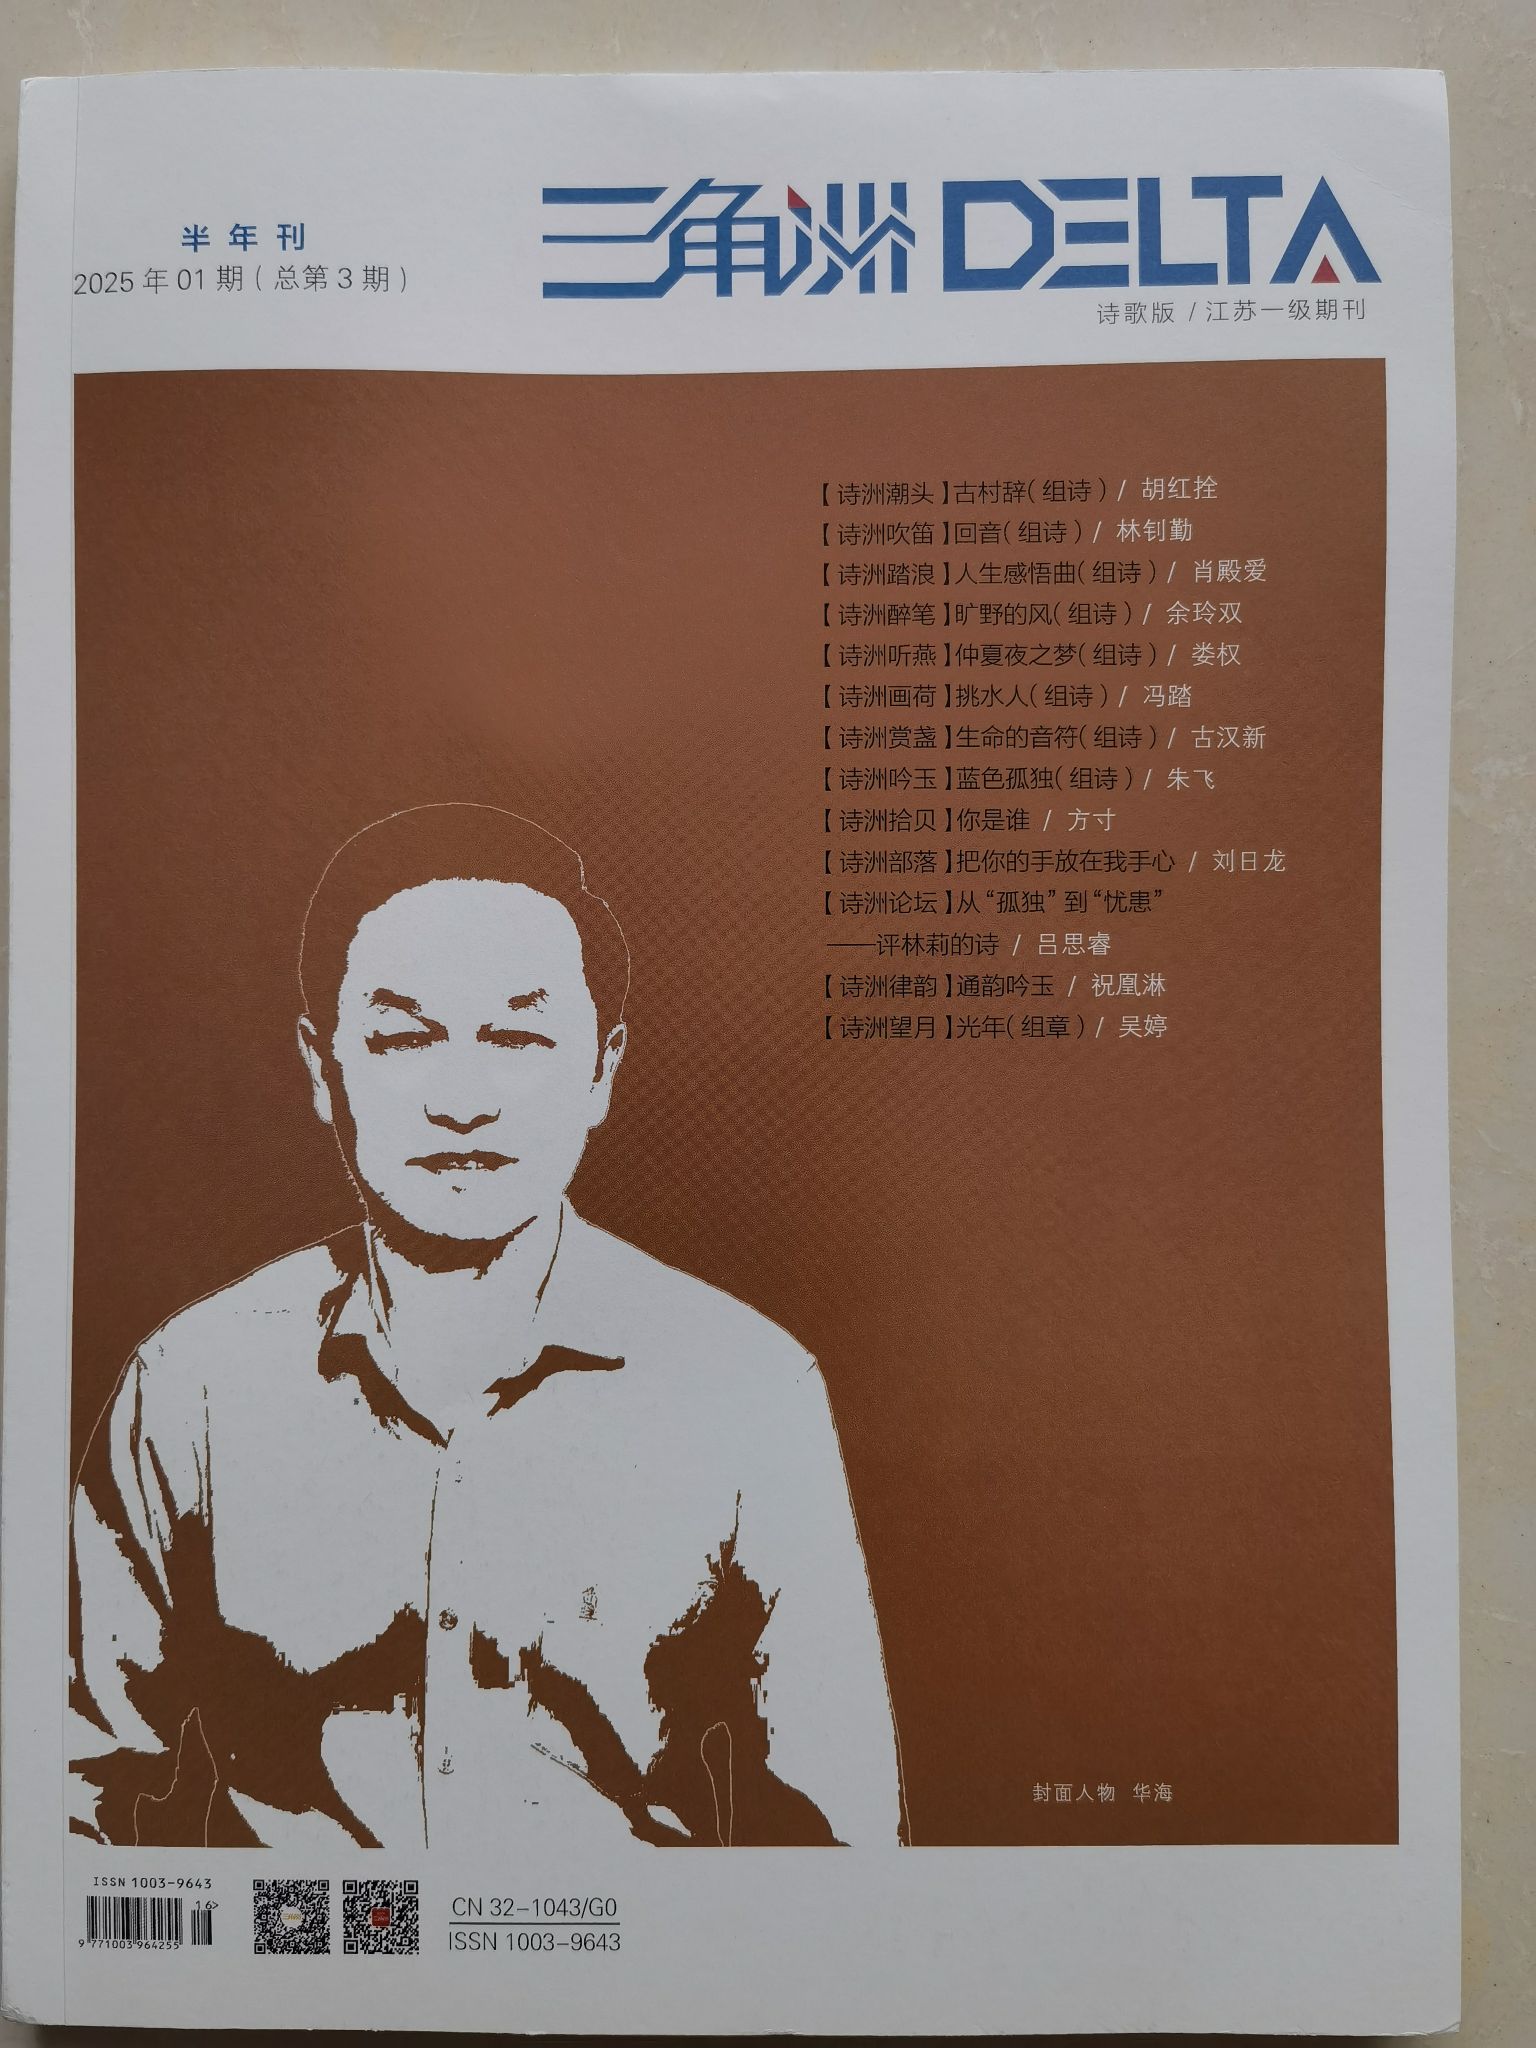 半年刊
2025年01期(总第3期)
三角洲 DELTA
诗歌版 / 江苏一级期刊
【诗洲潮头】古村辞(组诗) / 胡红拴
【诗洲吹笛】回音(组诗) / 林钊勤
【诗洲踏浪】人生感悟曲(组诗) / 肖殿爱
【诗洲醉笔】旷野的风(组诗) / 余玲双
【诗洲听燕】仲夏夜之梦(组诗) / 娄权
【诗洲画荷】挑水人(组诗) / 冯踏
【诗洲赏盏】生命的音符(组诗) / 古汉新
【诗洲吟玉】蓝色孤独(组诗) / 朱飞
【诗洲拾贝】你是谁 / 方寸
【诗洲部落】把你的手放在我手心 / 刘日龙
【诗洲论坛】从“孤独”到“忧患”
——评林莉的诗 / 吕思睿
【诗洲律韵】通韵吟玉 / 祝凰淋
【诗洲望月】光年(组章) / 吴婷
封面人物 华海
ISSN 1003-9643
16>
9 771003 964255
CN 32-1043/G0
ISSN 1003-9643